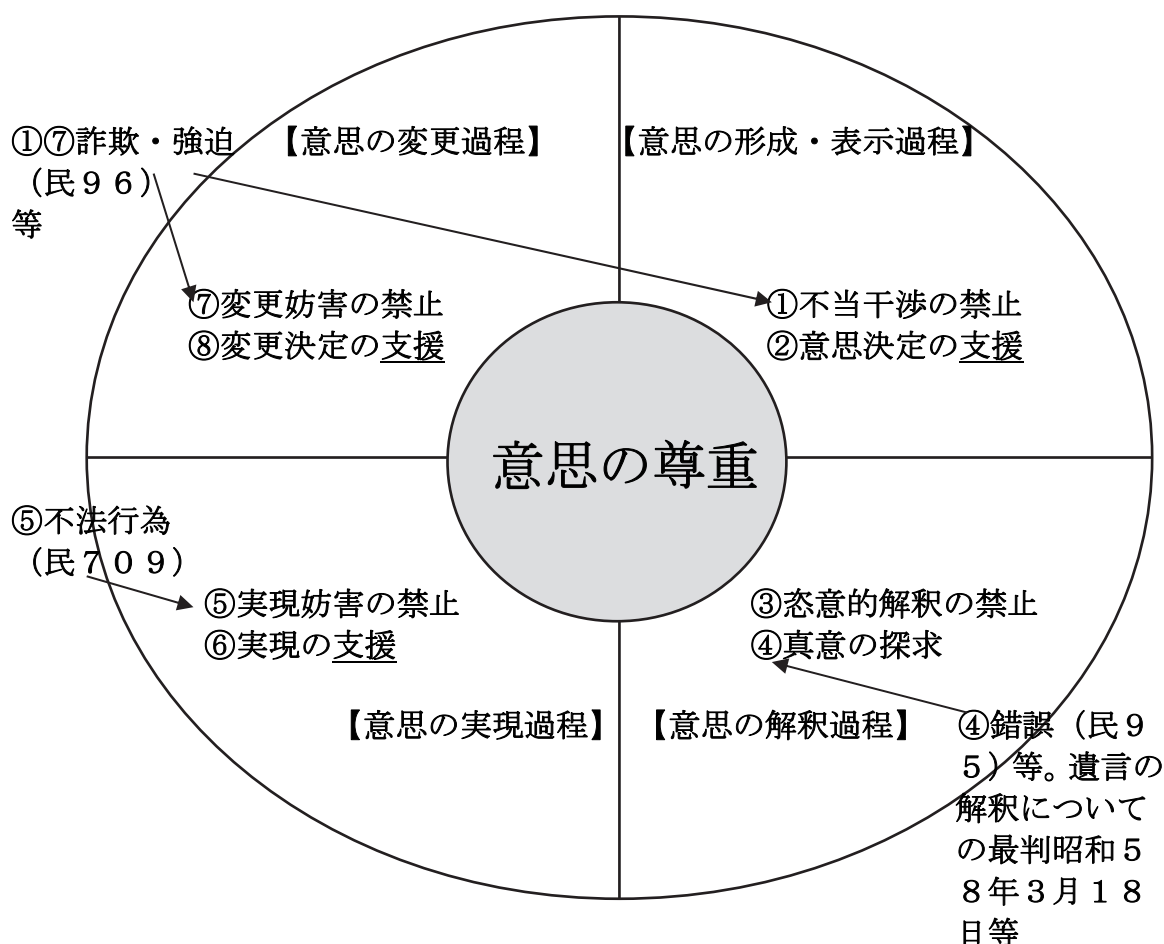 ①⑦詐欺・強迫
（民９６）
等
【意思の変更過程】
【意思の形成・表示過程】
⑦変更妨害の禁止
⑧変更決定の支援
①不当干渉の禁止
②意思決定の支援
意思の尊重
⑤不法行為
（民７０９）
⑤実現妨害の禁止
⑥実現の支援
③恣意的解釈の禁止
④真意の探求
【意思の実現過程】
【意思の解釈過程】
④錯誤（民９
５）等。遺言の
解釈について
の最判昭和５
８年３月１８
日等